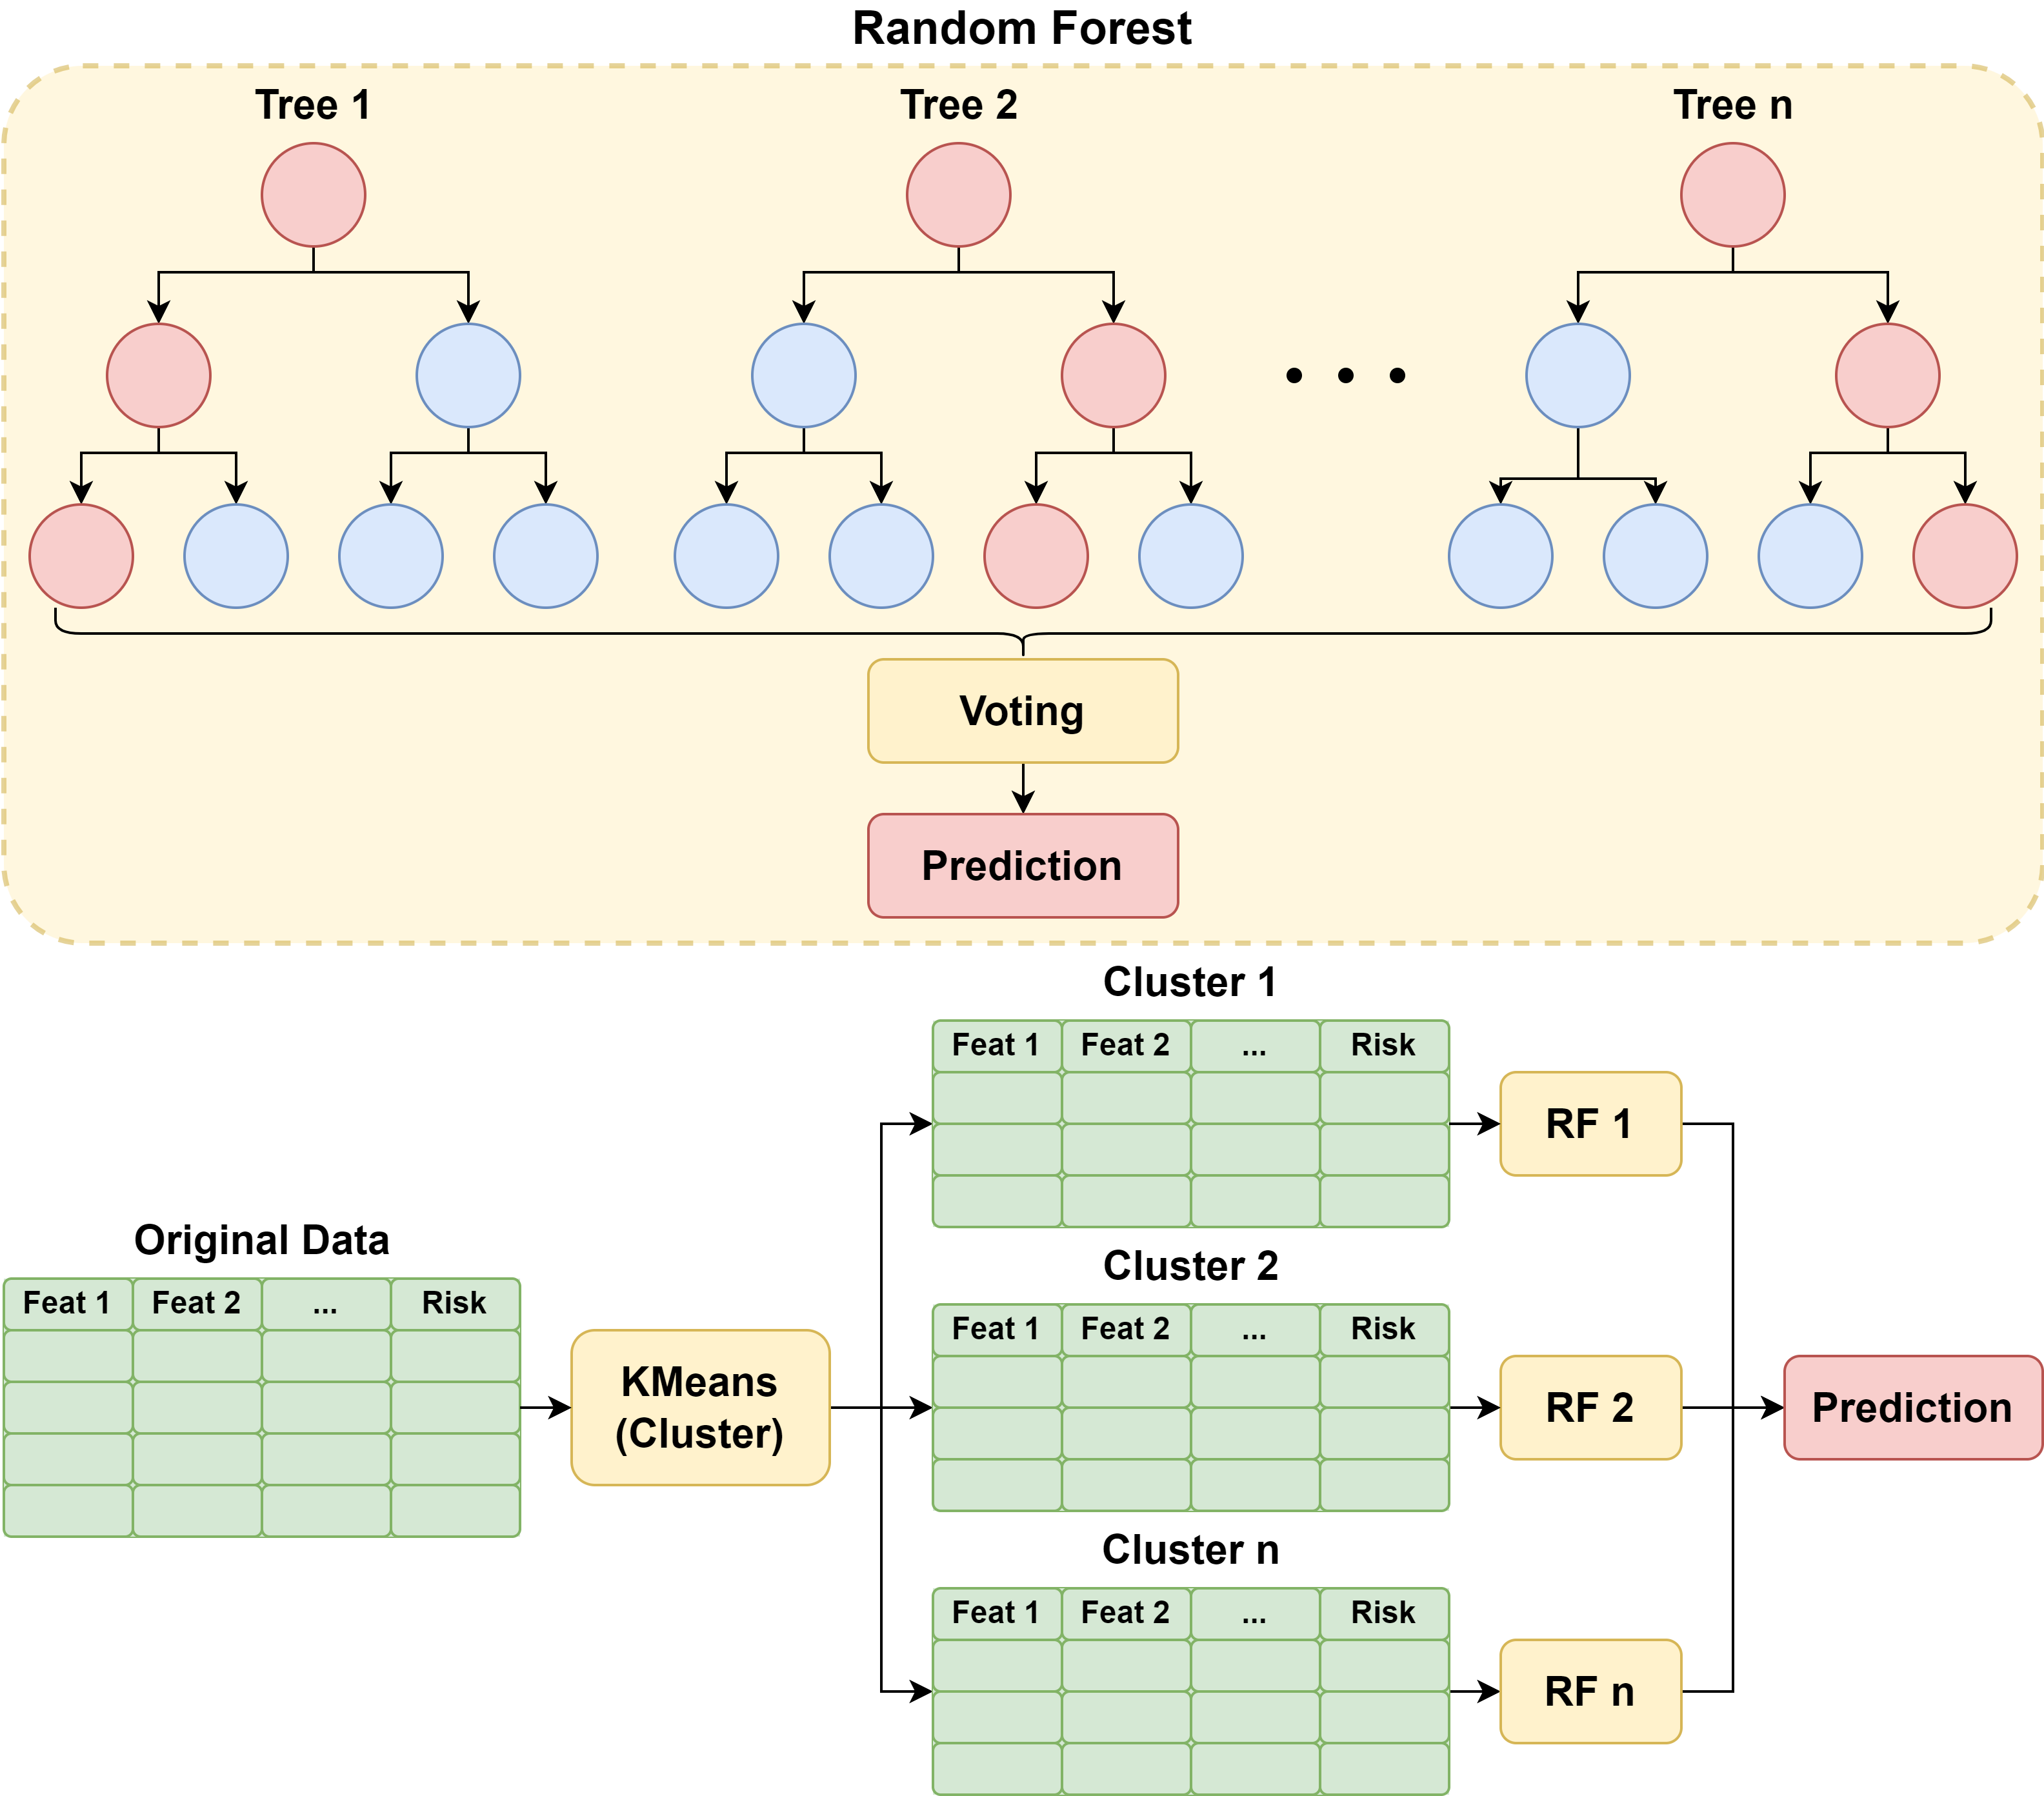 Random Forest
Tree 1
Tree 2
Tree n
Voting
Prediction
Cluster 1
Feat 1
Feat 2
...
Risk
RF 1
Original Data
Feat 1
Feat 2
...
Risk
KMeans
(Cluster)
Cluster 2
Feat 1
Feat 2
...
Risk
RF 2
Prediction
Cluster n
Feat 1
Feat 2
...
Risk
RF n